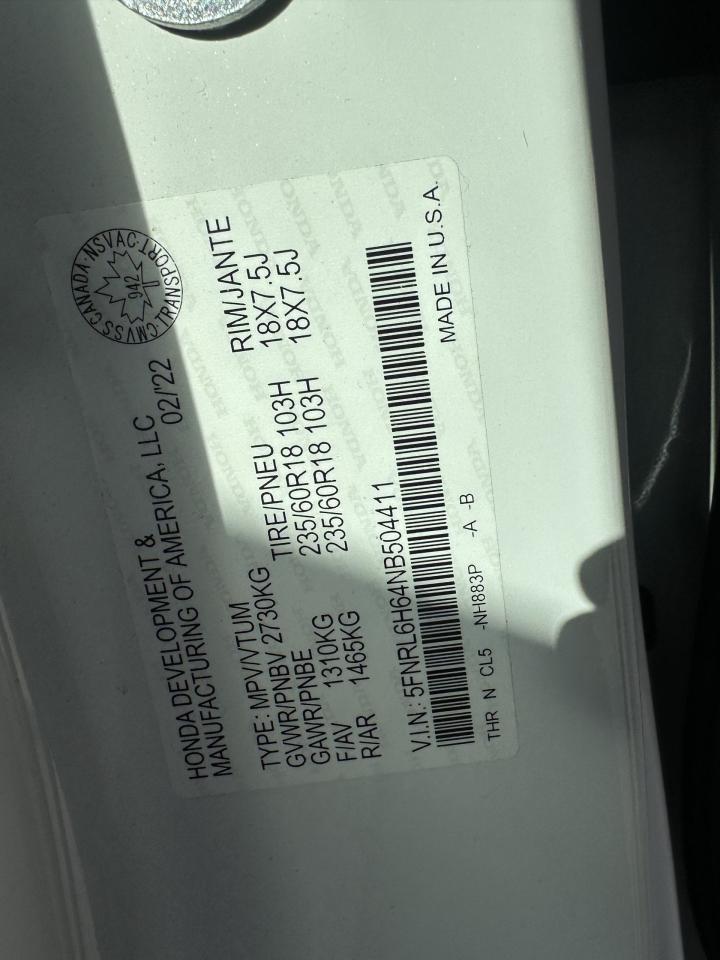 HONDA DEVELOPMENT &
MANUFACTURING OF AMERICA, LLC 02/'22
CMVSS CANADA·NSVAC·TRANSPORT
942
TYPE: MPV/VTUM
GVWR/PNBV 2730KG
GAWR/PNBE TIRE/PNEU RIM/JANTE
F/AV 1310KG 235/60R18 103H 18X7.5J
R/AR 1465KG 235/60R18 103H 18X7.5J
V.I.N.: 5FNRL6H64NB504411
THR N CL5 -NH883P -A -B MADE IN U.S.A.